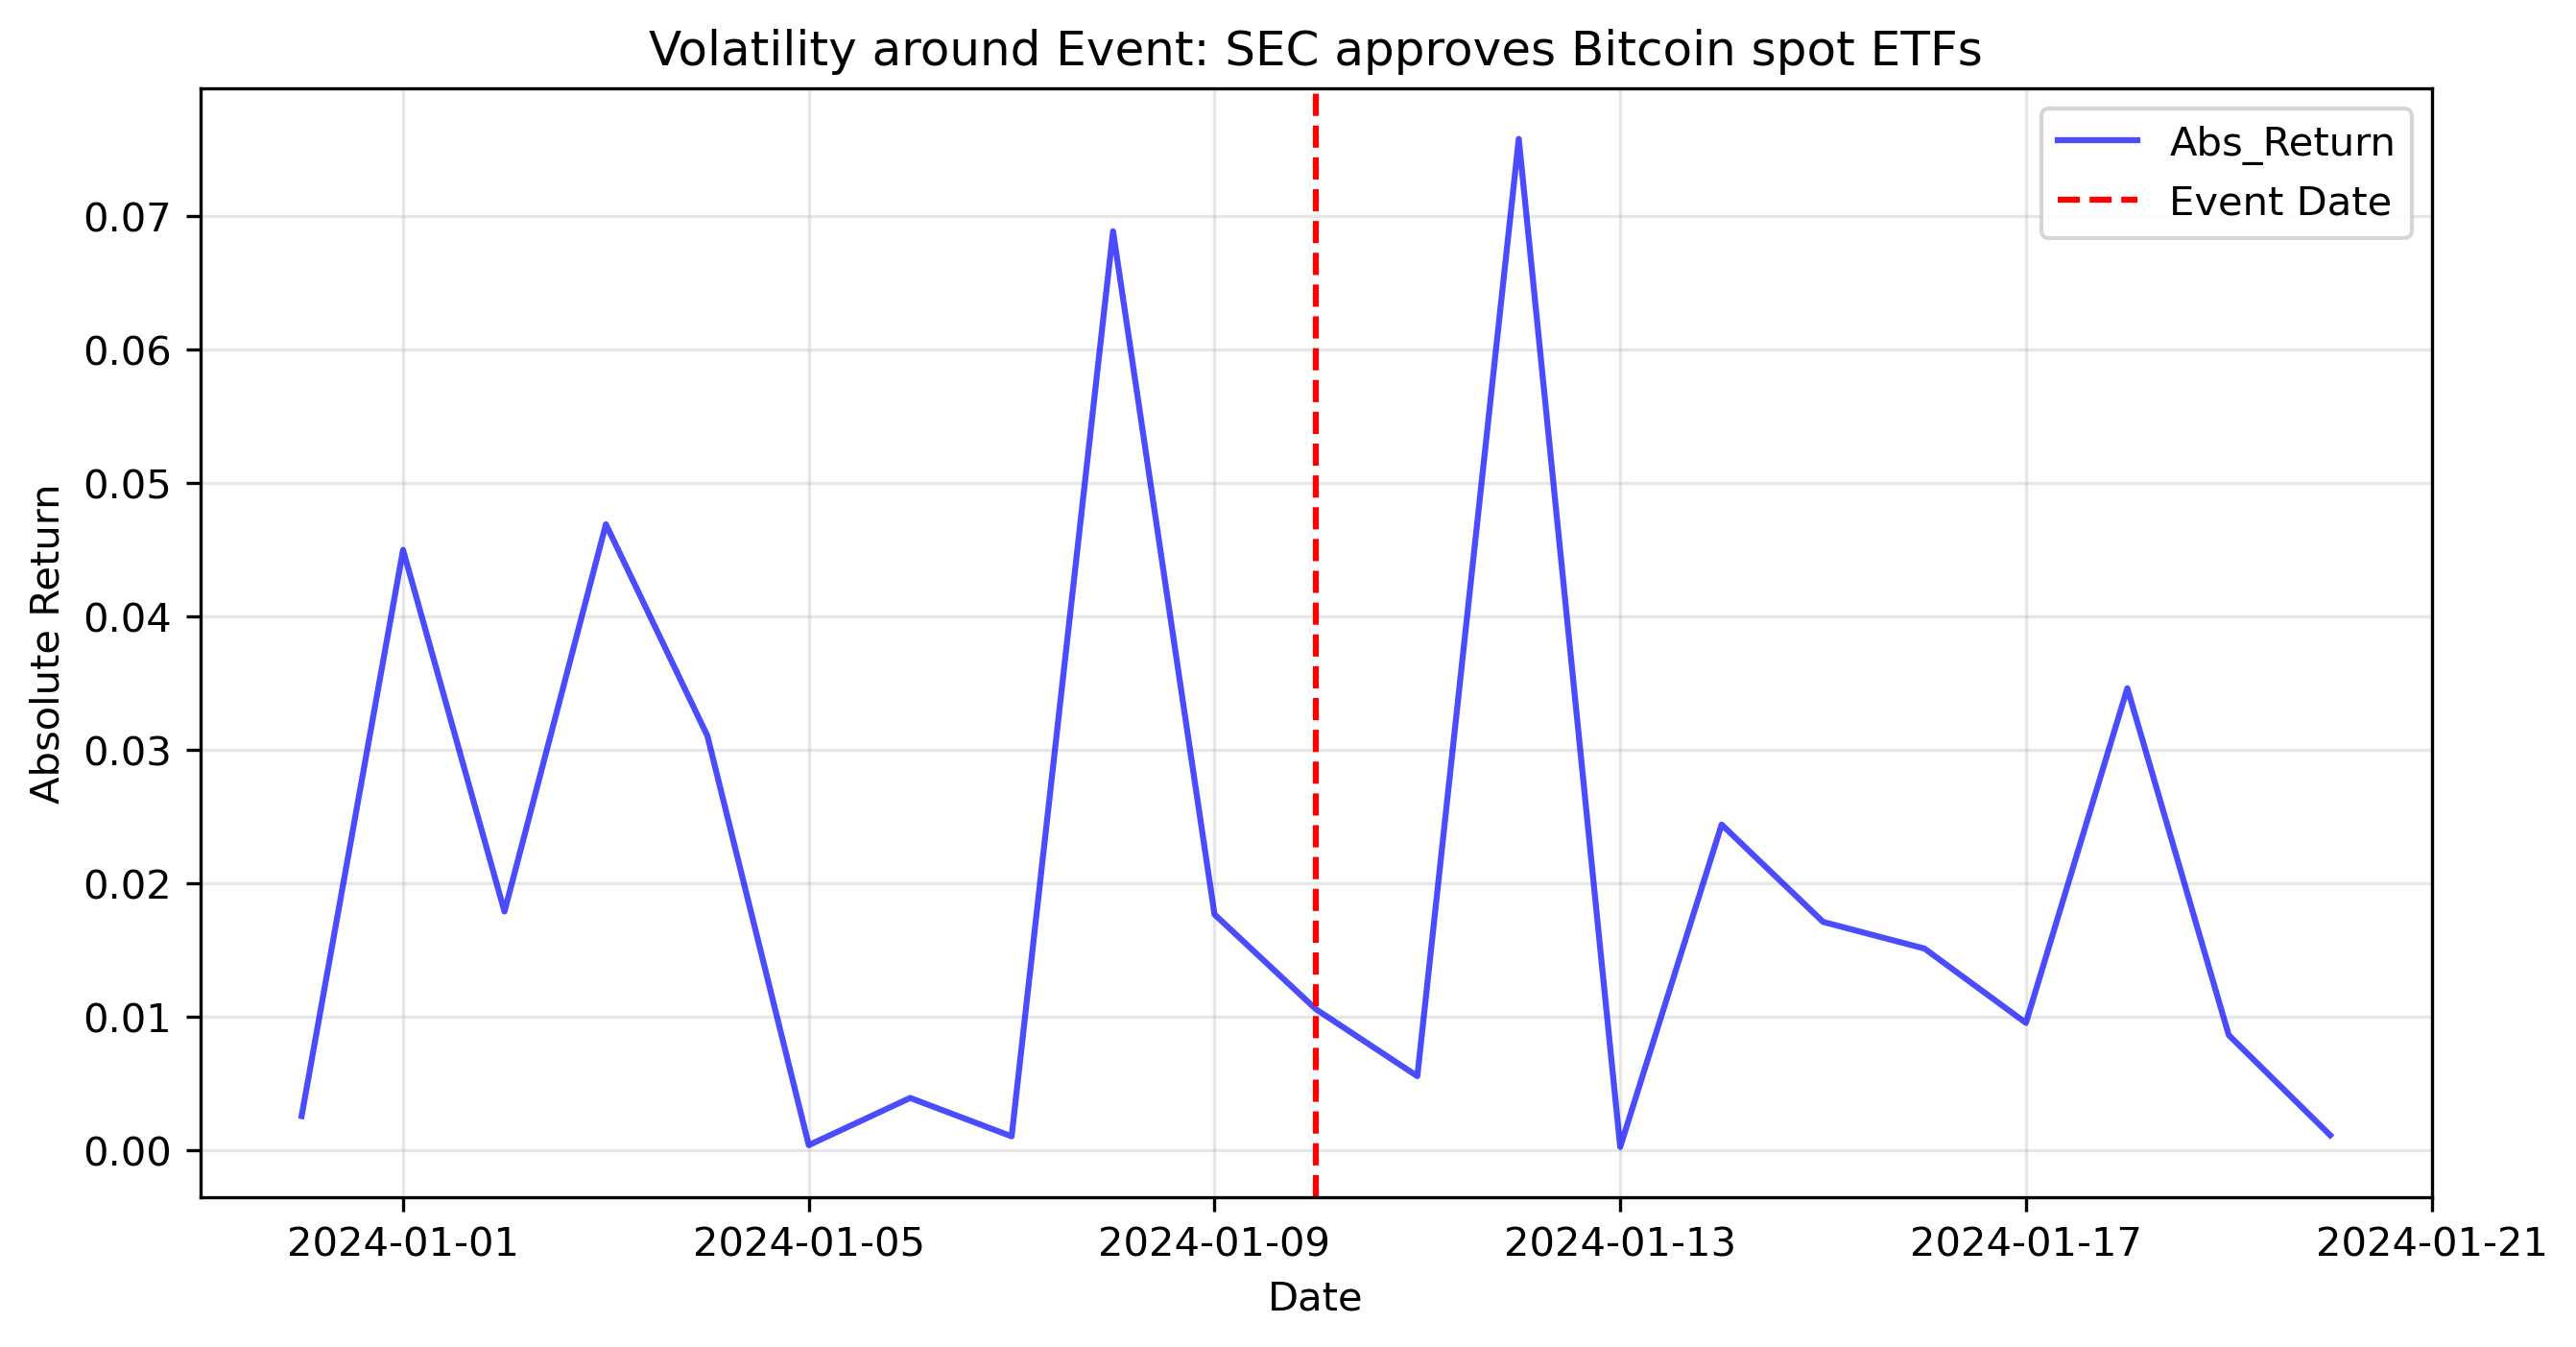 Volatility around Event: SEC approves Bitcoin spot ETFs
Abs_Return
Event Date
Absolute Return
0.07
0.06
0.05
0.04
0.03
0.02
0.01
0.00
2024-01-01 2024-01-05 2024-01-09 2024-01-13 2024-01-17 2024-01-21
Date